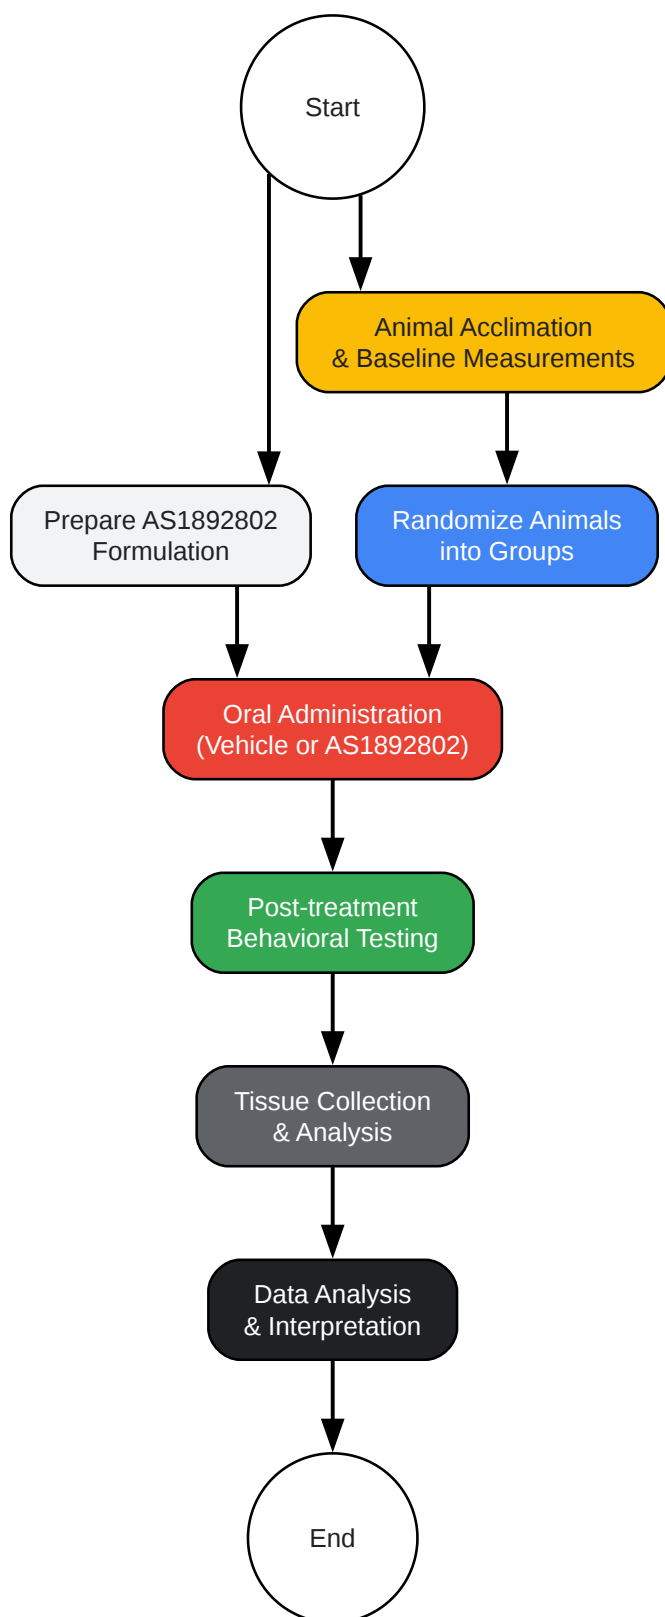 Start
Animal Acclimation
& Baseline Measurements
Prepare AS1892802
Formulation
Randomize Animals
into Groups
Oral Administration
(Vehicle or AS1892802)
Post-treatment
Behavioral Testing
Tissue Collection
& Analysis
Data Analysis
& Interpretation
End